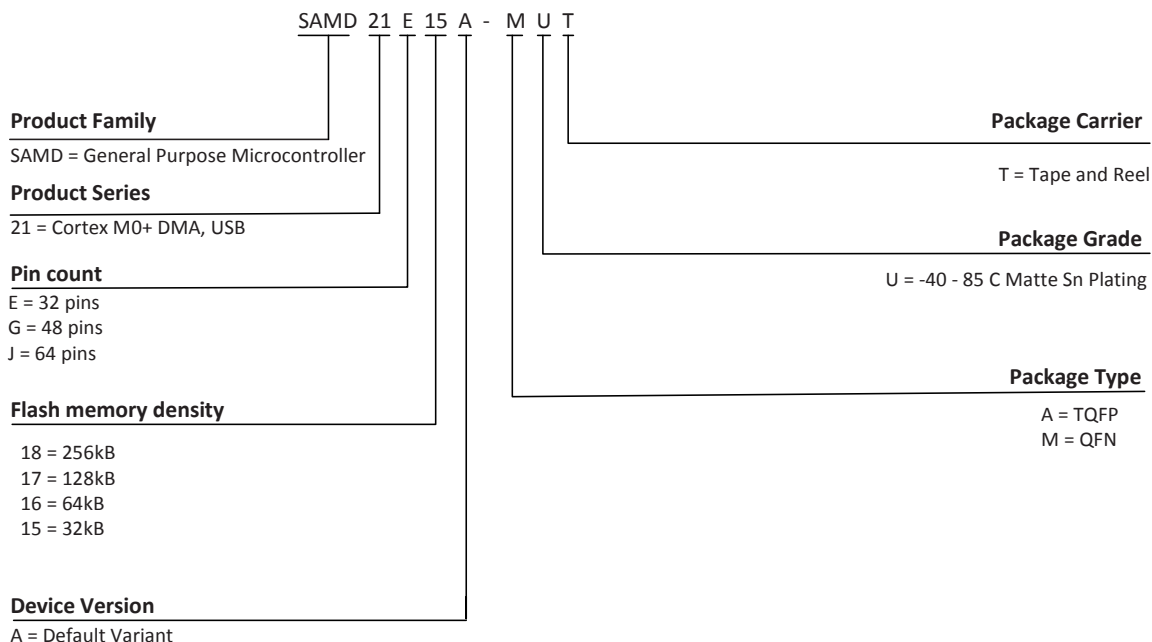 SAMD 21 E 15 A - M U T
Product Family
SAMD = General Purpose Microcontroller
Product Series
21 = Cortex M0+ DMA, USB
Pin count
E = 32 pins
G = 48 pins
J = 64 pins
Flash memory density
18 = 256kB
17 = 128kB
16 = 64kB
15 = 32kB
Device Version
A = Default Variant
Package Carrier
T = Tape and Reel
Package Grade
U = -40 - 85 C Matte Sn Plating
Package Type
A = TQFP
M = QFN